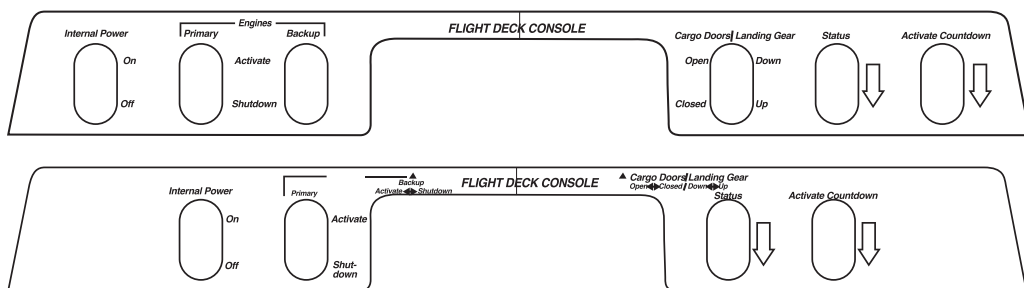 Engines
Internal Power Primary Backup FLIGHT DECK CONSOLE Cargo Doors/ Landing Gear Status Activate Countdown
On Activate Open Down
Off Shutdown Closed Up
Internal Power Primary Backup FLIGHT DECK CONSOLE Cargo Doors/Landing Gear
Activate Shutdown Open Closed / Down Up
Status Activate Countdown
On Activate
Off Shut-
down